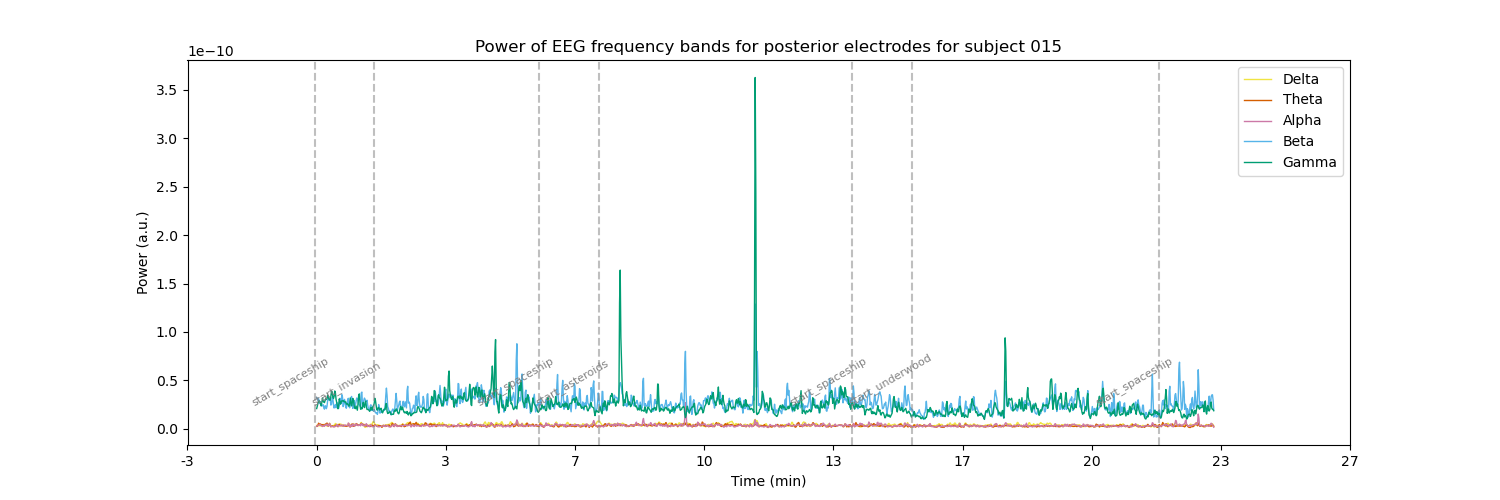 Power of EEG frequency bands for posterior electrodes for subject 015
1e−10
3.5
3.0
2.5
2.0
1.5
1.0
0.5
0.0
Power (a.u.)
Delta
Theta
Alpha
Beta
Gamma
start_spaceship
start_invasion
start_spaceship
start_asteroids
start_spaceship
start_underwood
start_spaceship
-3
0
3
7
10
13
17
20
23
27
Time (min)